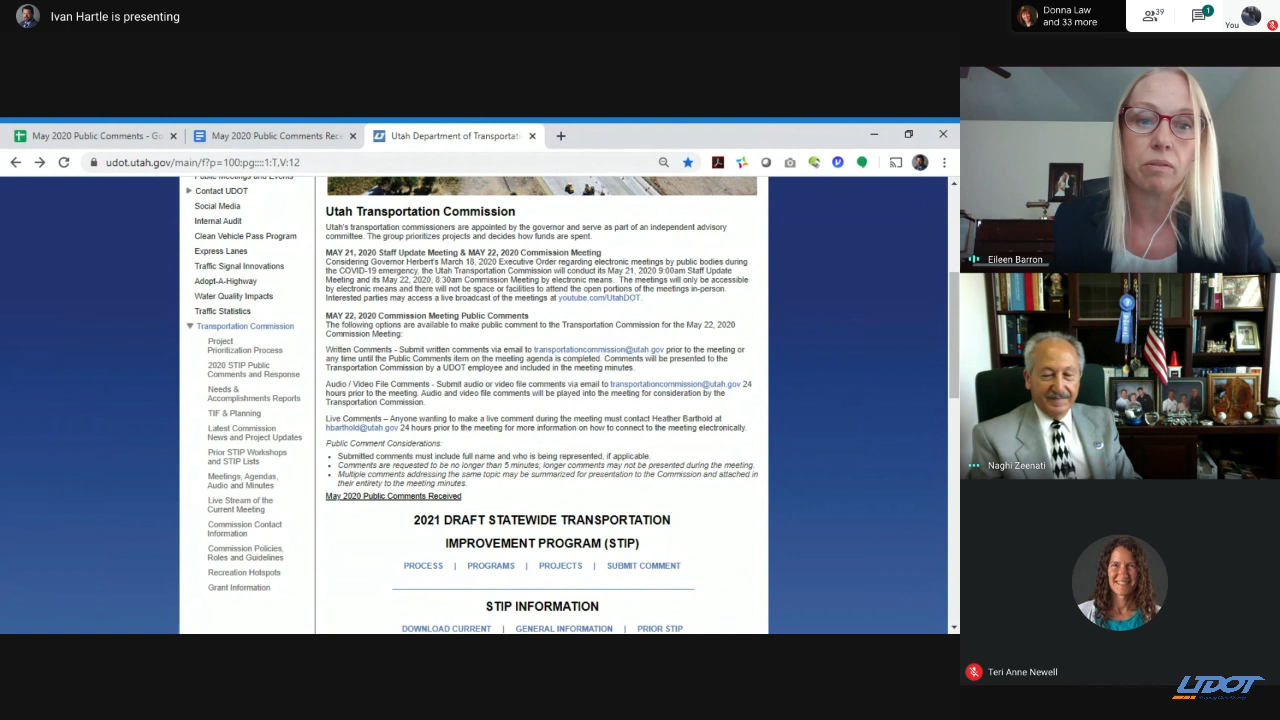 Ivan Hartle is presenting
Donna Law
and 33 more
39
1
You
May 2020 Public Comments - Go
May 2020 Public Comments Rece
Utah Department of Transportati
udot.utah.gov/main/f?p=100:pg::::1:T,V:12
Public Meetings and Events
Contact UDOT
Social Media
Internal Audit
Clean Vehicle Pass Program
Express Lanes
Traffic Signal Innovations
Adopt-A-Highway
Water Quality Impacts
Traffic Statistics
Transportation Commission
Project
Prioritization Process
2020 STIP Public
Comments and Response
Needs &
Accomplishments Reports
TIF & Planning
Latest Commission
News and Project Updates
Prior STIP Workshops
and STIP Lists
Meetings, Agendas,
Audio and Minutes
Live Stream of the
Current Meeting
Commission Contact
Information
Commission Policies,
Roles and Guidelines
Recreation Hotspots
Grant Information
Utah Transportation Commission
Utah's transportation commissioners are appointed by the governor and serve as part of an independent advisory
committee. The group prioritizes projects and decides how funds are spent.
MAY 21, 2020 Staff Update Meeting & MAY 22, 2020 Commission Meeting
Considering Governor Herbert's March 18, 2020 Executive Order regarding electronic meetings by public bodies during
the COVID-19 emergency, the Utah Transportation Commission will conduct its May 21, 2020 9:00am Staff Update
Meeting and its May 22, 2020, 8:30am Commission Meeting by electronic means. The meetings will only be accessible
by electronic means and there will not be space or facilities to attend the open portions of the meetings in-person.
Interested parties may access a live broadcast of the meetings at youtube.com/UtahDOT.
MAY 22, 2020 Commission Meeting Public Comments
The following options are available to make public comment to the Transportation Commission for the May 22, 2020
Commission Meeting:
Written Comments - Submit written comments via email to transportationcommission@utah.gov prior to the meeting or
any time until the Public Comments item on the meeting agenda is completed. Comments will be presented to the
Transportation Commission by a UDOT employee and included in the meeting minutes.
Audio / Video File Comments - Submit audio or video file comments via email to transportationcommission@utah.gov 24
hours prior to the meeting. Audio and video file comments will be played into the meeting for consideration by the
Transportation Commission.
Live Comments – Anyone wanting to make a live comment during the meeting must contact Heather Barthold at
hbarthold@utah.gov 24 hours prior to the meeting for more information on how to connect to the meeting electronically.
Public Comment Considerations:
• Submitted comments must include full name and who is being represented, if applicable.
• Comments are requested to be no longer than 5 minutes; longer comments may not be presented during the meeting.
• Multiple comments addressing the same topic may be summarized for presentation to the Commission and attached in
their entirety to the meeting minutes.
May 2020 Public Comments Received
2021 DRAFT STATEWIDE TRANSPORTATION
IMPROVEMENT PROGRAM (STIP)
PROCESS | PROGRAMS | PROJECTS | SUBMIT COMMENT
STIP INFORMATION
DOWNLOAD CURRENT | GENERAL INFORMATION | PRIOR STIP
Eileen Barron
Naghi Zeenati
Teri Anne Newell
UDOT